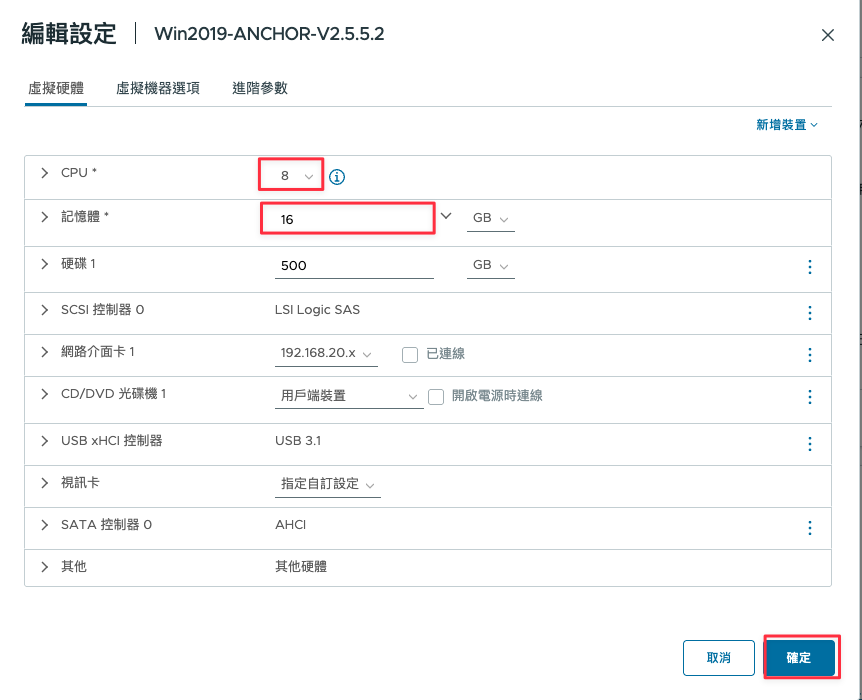 編輯設定 | Win2019-ANCHOR-V2.5.5.2
虛擬硬體 虛擬機器選項 進階參數
新增裝置
CPU * 8
記憶體 * 16 GB
硬碟 1 500 GB
SCSI 控制器 0 LSI Logic SAS
網路介面卡 1 192.168.20.x 已連線
CD/DVD 光碟機 1 用戶端裝置 開啟電源時連線
USB xHCI 控制器 USB 3.1
視訊卡 指定自訂設定
SATA 控制器 0 AHCI
其他 其他硬體
取消 確定